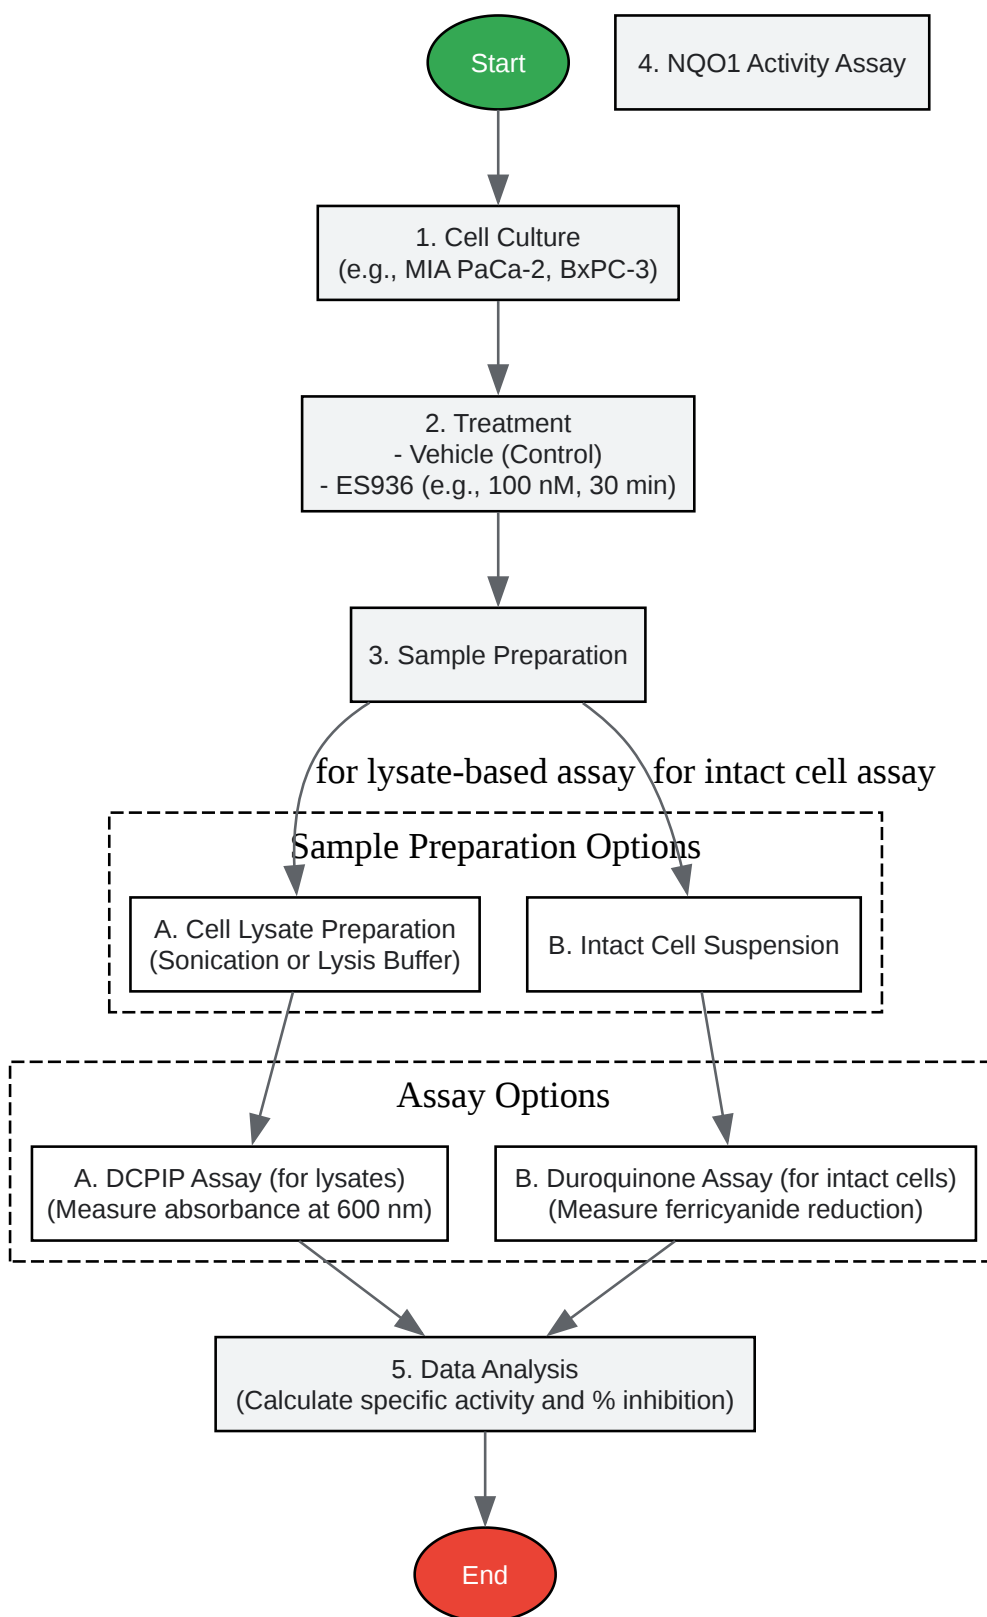 Start
4. NQO1 Activity Assay
1. Cell Culture
(e.g., MIA PaCa-2, BxPC-3)
2. Treatment
- Vehicle (Control)
- ES936 (e.g., 100 nM, 30 min)
3. Sample Preparation
for lysate-based assay
for intact cell assay
Sample Preparation Options
A. Cell Lysate Preparation
(Sonication or Lysis Buffer)
B. Intact Cell Suspension
Assay Options
A. DCPIP Assay (for lysates)
(Measure absorbance at 600 nm)
B. Duroquinone Assay (for intact cells)
(Measure ferricyanide reduction)
5. Data Analysis
(Calculate specific activity and % inhibition)
End